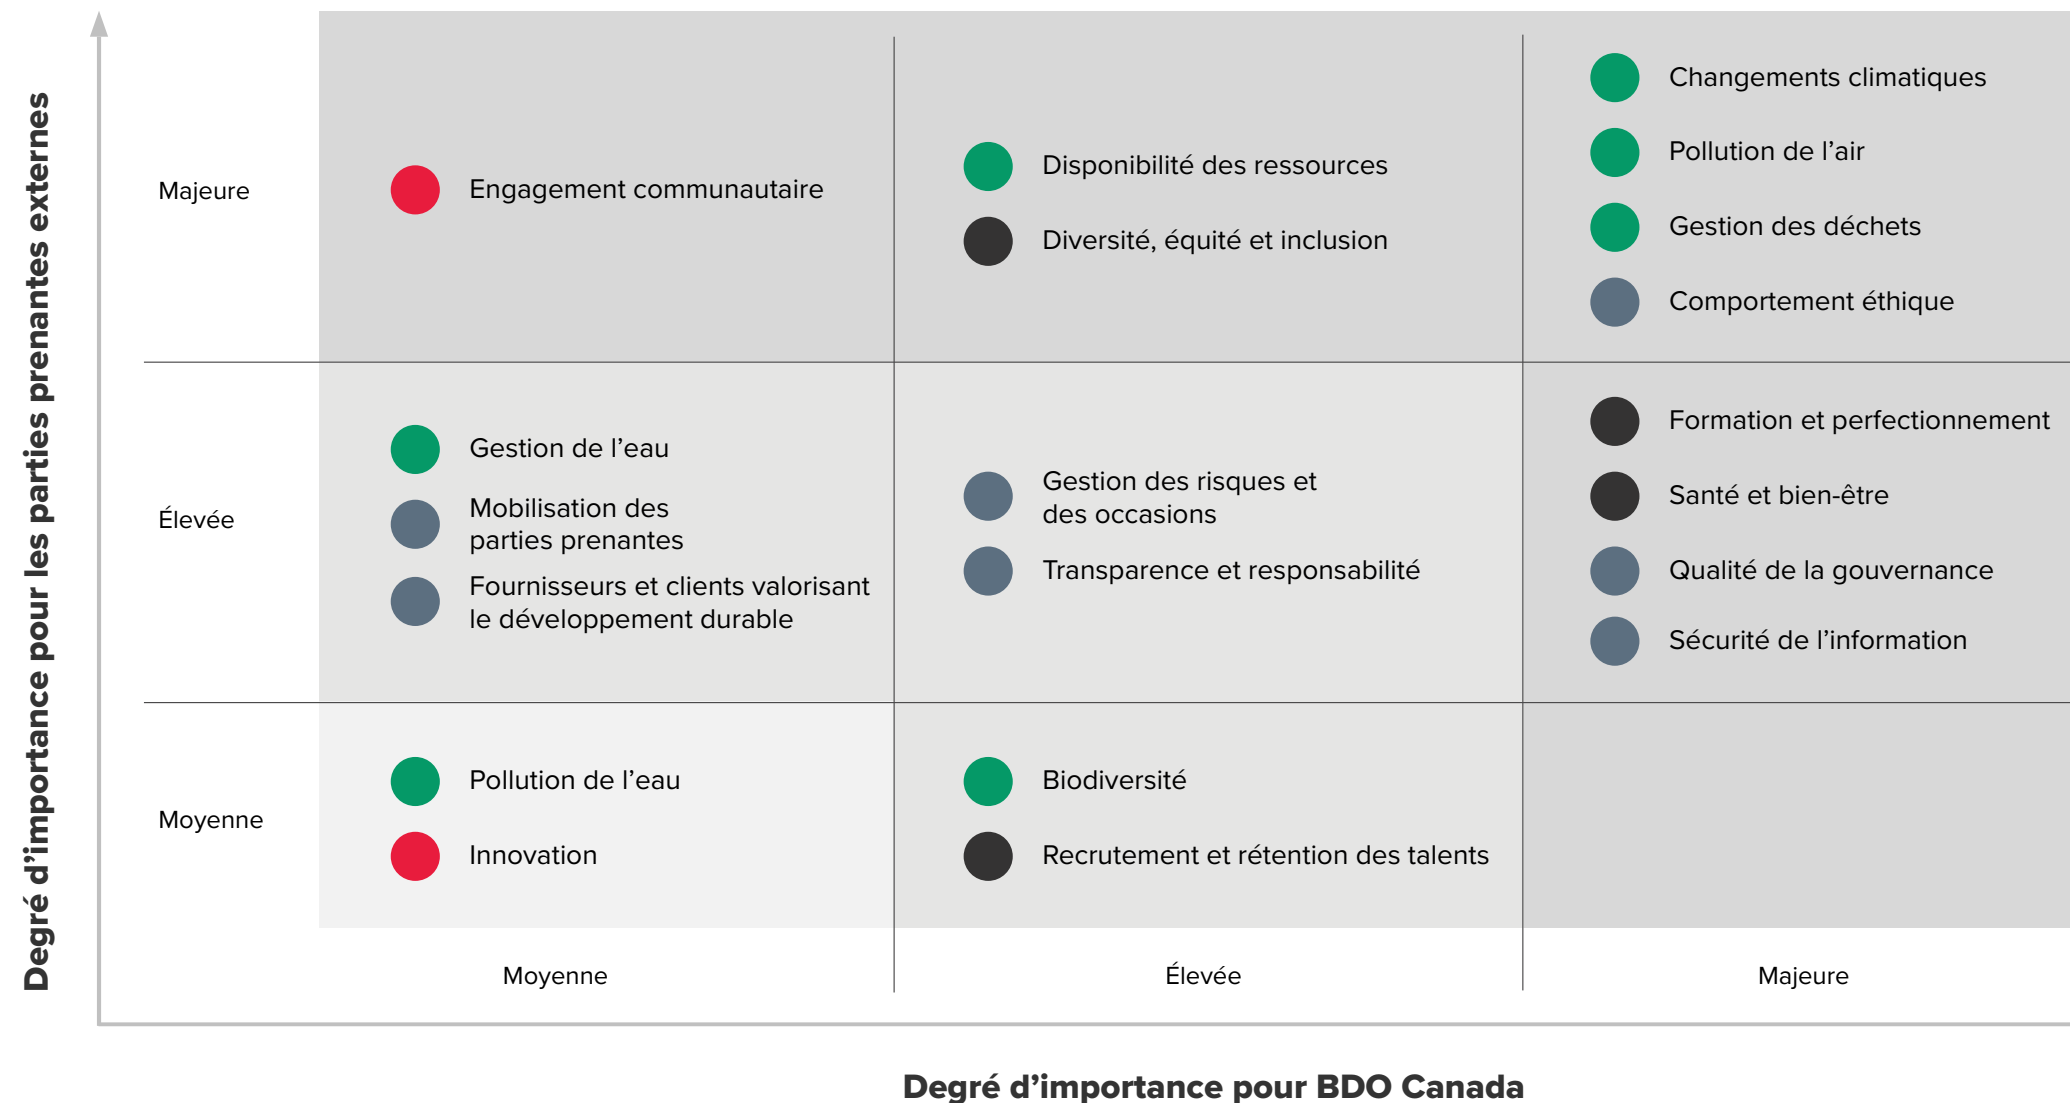 Degré d’importance pour les parties prenantes externes
Majeure
Engagement communautaire
Disponibilité des ressources
Diversité, équité et inclusion
Changements climatiques
Pollution de l’air
Gestion des déchets
Comportement éthique
Élevée
Gestion de l’eau
Mobilisation des
parties prenantes
Fournisseurs et clients valorisant
le développement durable
Gestion des risques et
des occasions
Transparence et responsabilité
Formation et perfectionnement
Santé et bien-être
Qualité de la gouvernance
Sécurité de l’information
Moyenne
Pollution de l’eau
Innovation
Biodiversité
Recrutement et rétention des talents
Moyenne
Élevée
Majeure
Degré d’importance pour BDO Canada